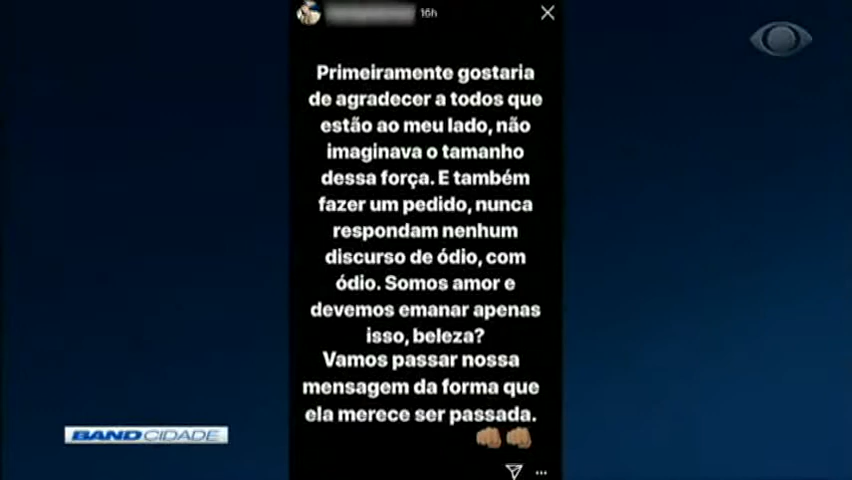 16h
Primeiramente gostaria
de agradecer a todos que
estão ao meu lado, não
imaginava o tamanho
dessa força. E também
fazer um pedido, nunca
respondam nenhum
discurso de ódio, com
ódio. Somos amor e
devemos emanar apenas
isso, beleza?
Vamos passar nossa
mensagem da forma que
ela merece ser passada.
👊🏽👊🏽
BAND CIDADE